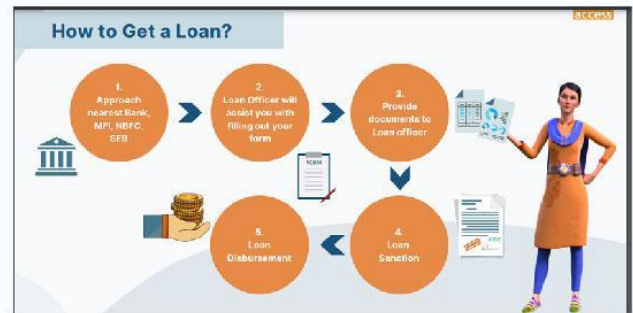 access
How to Get a Loan?
1.
Approach
nearest Bank,
MFI, NBFC,
SFB
2.
Loan Officer will
assist you with
filling out your
form
3.
Provide
documents to
Loan officer
FORM
4.
Loan
Sanction
5.
Loan
Disbursement